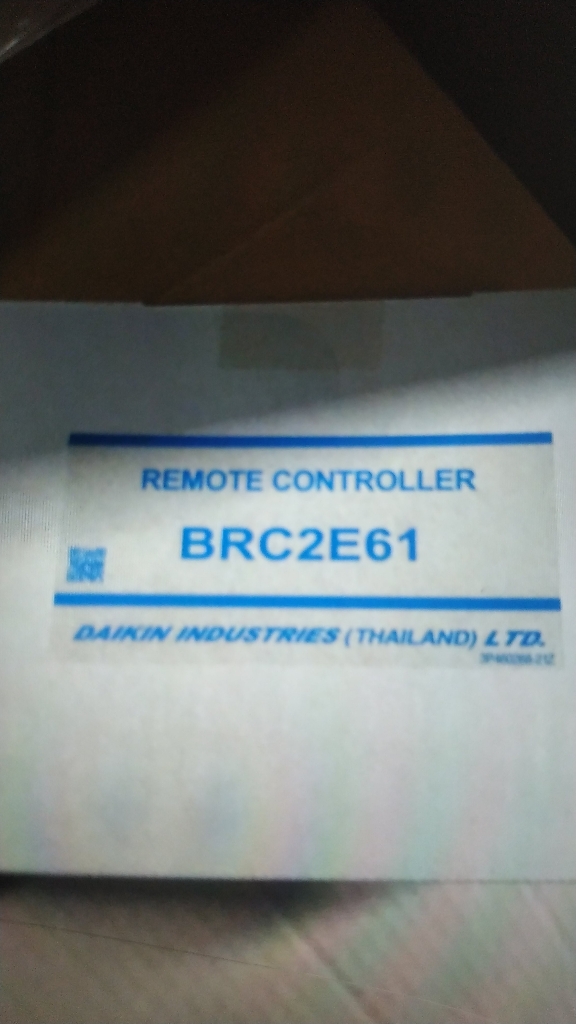 REMOTE CONTROLLER
BRC2E61
DAIKIN INDUSTRIES (THAILAND) LTD.